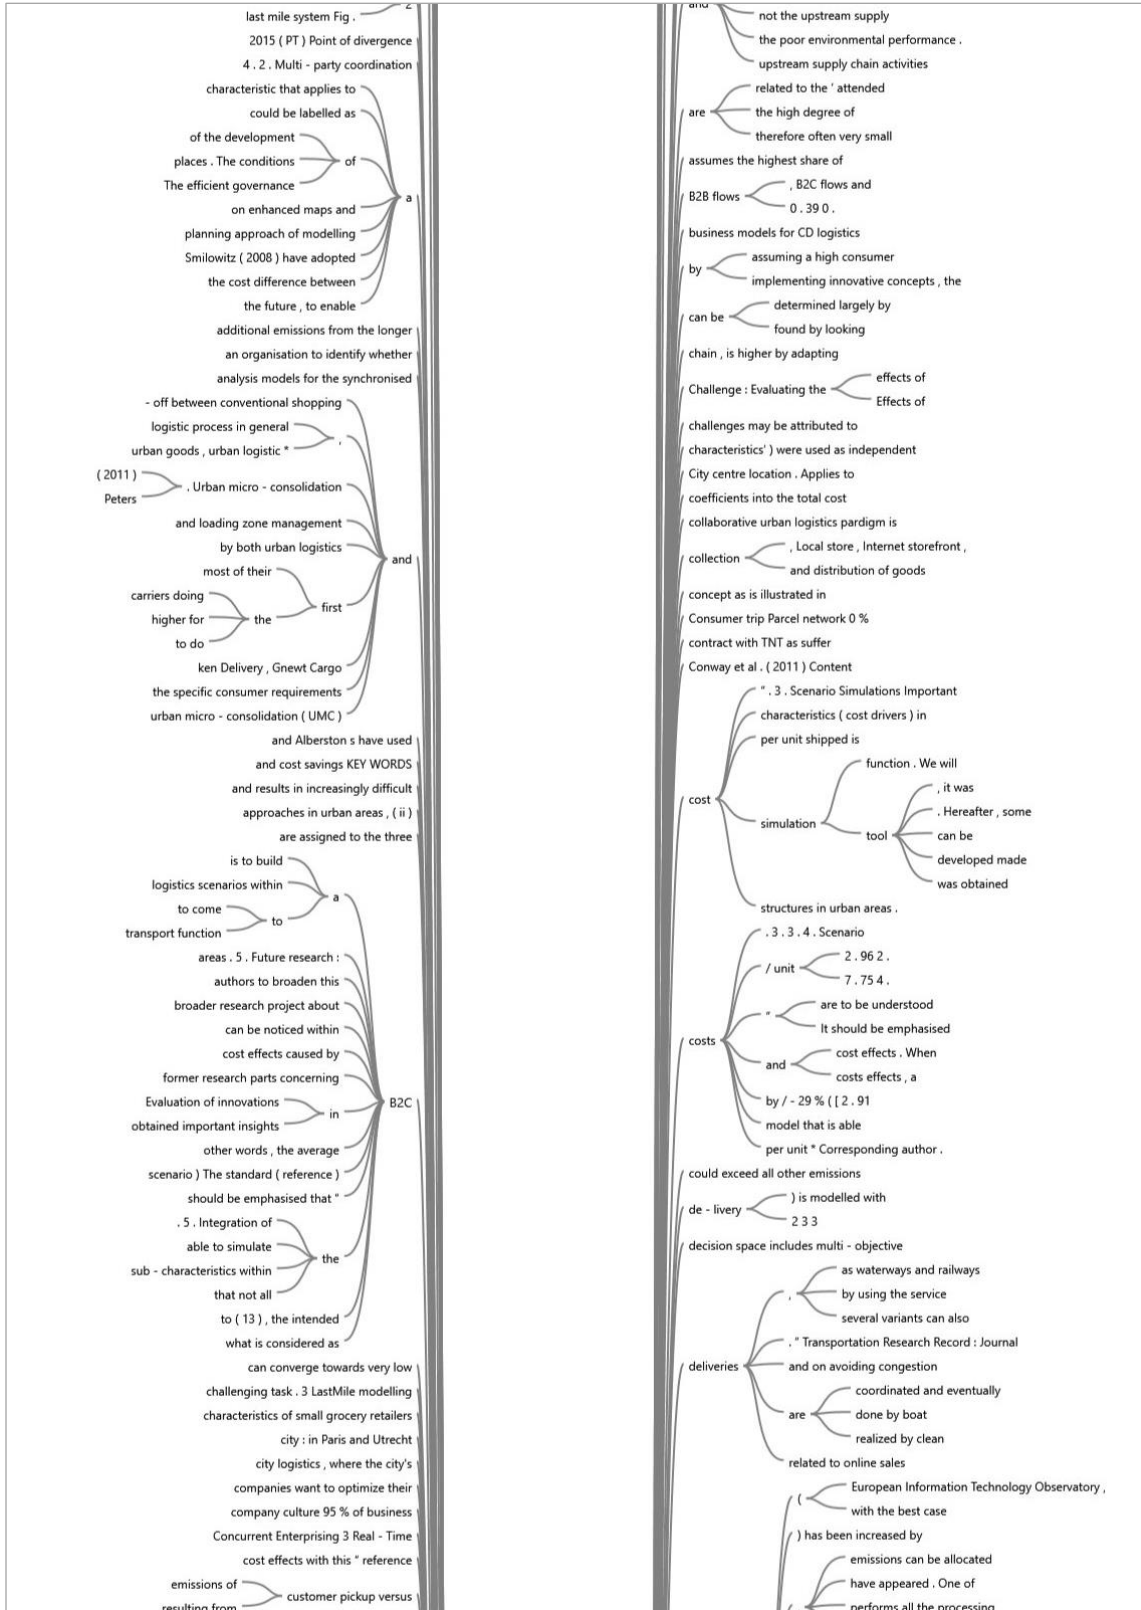 last mile system Fig .
2
2015 ( PT ) Point of divergence
4 . 2 . Multi - party coordination
characteristic that applies to
could be labelled as
of the development
places . The conditions
of
The efficient governance
a
on enhanced maps and
planning approach of modelling
Smilowitz ( 2008 ) have adopted
the cost difference between
the future , to enable
additional emissions from the longer
an organisation to identify whether
analysis models for the synchronised
- off between conventional shopping
logistic process in general
,
urban goods , urban logistic "
( 2011 )
. Urban micro - consolidation
Peters
and loading zone management
by both urban logistics
and
most of their
carriers doing
first
higher for
the
to do
ken Delivery , Gnewt Cargo
the specific consumer requirements
urban micro - consolidation ( UMC )
and Alberston s have used
and cost savings KEY WORDS
and results in increasingly difficult
approaches in urban areas , ( ii )
are assigned to the three
is to build
logistics scenarios within
a
to come
to
transport function
areas . 5 . Future research :
authors to broaden this
broader research project about
can be noticed within
cost effects caused by
former research parts concerning
Evaluation of innovations
in
B2C
obtained important insights
other words , the average
scenario ) The standard ( reference )
should be emphasised that "
. 5 . Integration of
able to simulate
the
sub - characteristics within
that not all
to ( 13 ) , the intended
what is considered as
can converge towards very low
challenging task . 3 LastMile modelling
characteristics of small grocery retailers
city : in Paris and Utrecht
city logistics , where the city's
companies want to optimize their
company culture 95 % of business
Concurrent Enterprising 3 Real - Time
cost effects with this " reference
emissions of
customer pickup versus
resulting from
and
not the upstream supply
the poor environmental performance .
upstream supply chain activities
related to the ' attended
are
the high degree of
therefore often very small
assumes the highest share of
B2B flows
, B2C flows and
0 . 39 0 .
business models for CD logistics
by
assuming a high consumer
implementing innovative concepts , the
can be
determined largely by
found by looking
chain , is higher by adapting
Challenge : Evaluating the
effects of
Effects of
challenges may be attributed to
characteristics' ) were used as independent
City centre location . Applies to
coefficients into the total cost
collaborative urban logistics pardigm is
collection
, Local store , Internet storefront ,
and distribution of goods
concept as is illustrated in
Consumer trip Parcel network 0 %
contract with TNT as suffer
Conway et al . ( 2011 ) Content
" . 3 . Scenario Simulations Important
characteristics ( cost drivers ) in
per unit shipped is
cost
function . We will
simulation
, it was
. Hereafter , some
tool
can be
developed made
was obtained
structures in urban areas .
. 3 . 3 . 4 . Scenario
/ unit
2 . 96 2 .
7 . 75 4 .
"
are to be understood
It should be emphasised
costs
and
cost effects . When
costs effects , a
by / - 29 % ( [ 2 . 91
model that is able
per unit * Corresponding author .
could exceed all other emissions
de - livery
) is modelled with
2 3 3
decision space includes multi - objective
,
as waterways and railways
by using the service
several variants can also
. " Transportation Research Record : Journal
deliveries
and on avoiding congestion
are
coordinated and eventually
done by boat
realized by clean
related to online sales
(
European Information Technology Observatory ,
with the best case
) has been increased by
emissions can be allocated
have appeared . One of
performs all the processing